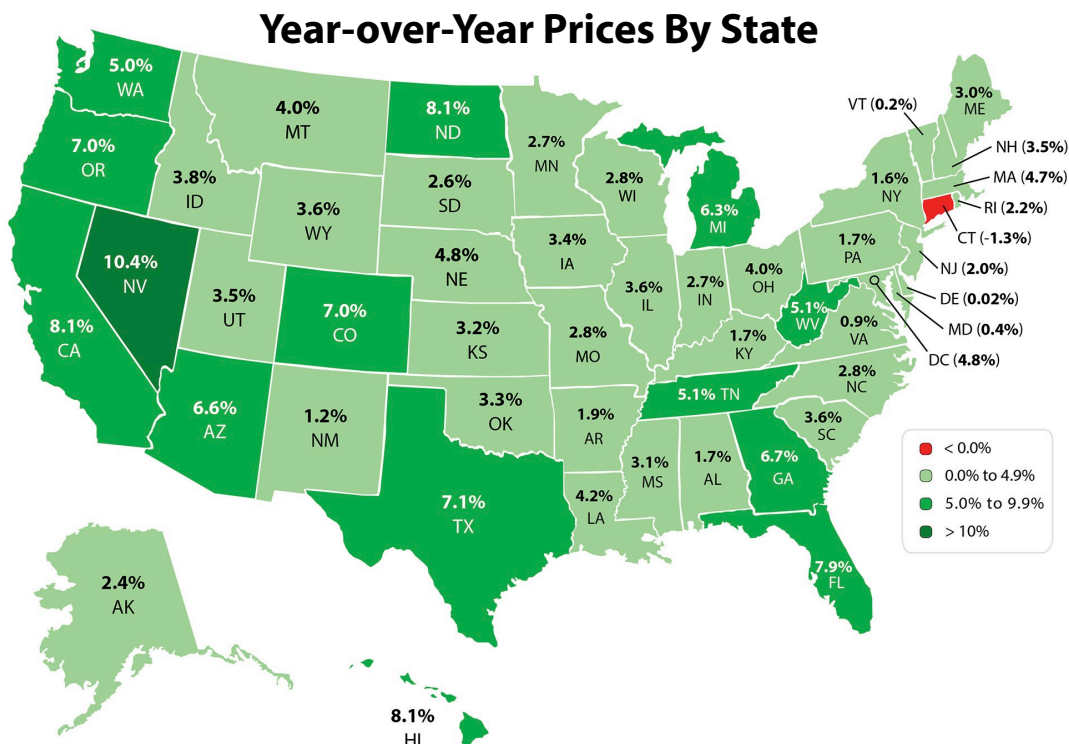 Year-over-Year Prices By State
5.0%
WA
7.0%
OR
3.8%
ID
4.0%
MT
8.1%
ND
2.7%
MN
2.6%
SD
3.6%
WY
2.8%
WI
6.3%
MI
VT (0.2%)
3.0%
ME
NH (3.5%)
MA (4.7%)
1.6%
NY
RI (2.2%)
CT (-1.3%)
NJ (2.0%)
DE (0.02%)
MD (0.4%)
DC (4.8%)
10.4%
NV
8.1%
CA
3.5%
UT
7.0%
CO
4.8%
NE
3.4%
IA
3.2%
KS
3.6%
IL
2.7%
IN
4.0%
OH
1.7%
PA
5.1%
WV
0.9%
VA
1.7%
KY
2.8%
MO
2.8%
NC
5.1% TN
3.6%
SC
6.6%
AZ
1.2%
NM
3.3%
OK
1.9%
AR
3.1%
MS
1.7%
AL
6.7%
GA
7.1%
TX
4.2%
LA
7.9%
FL
2.4%
AK
8.1%
HI
< 0.0%
0.0% to 4.9%
5.0% to 9.9%
> 10%